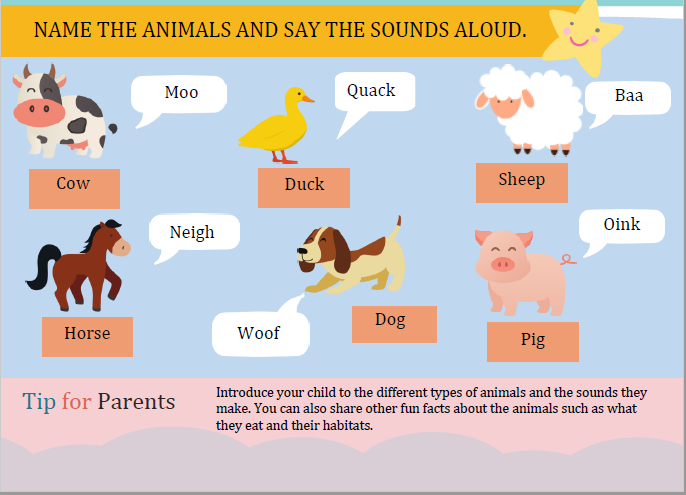 NAME THE ANIMALS AND SAY THE SOUNDS ALOUD.
Moo
Quack
Baa
Cow
Duck
Sheep
Neigh
Oink
Woof
Horse
Dog
Pig
Tip for Parents
Introduce your child to the different types of animals and the sounds they
make. You can also share other fun facts about the animals such as what
they eat and their habitats.